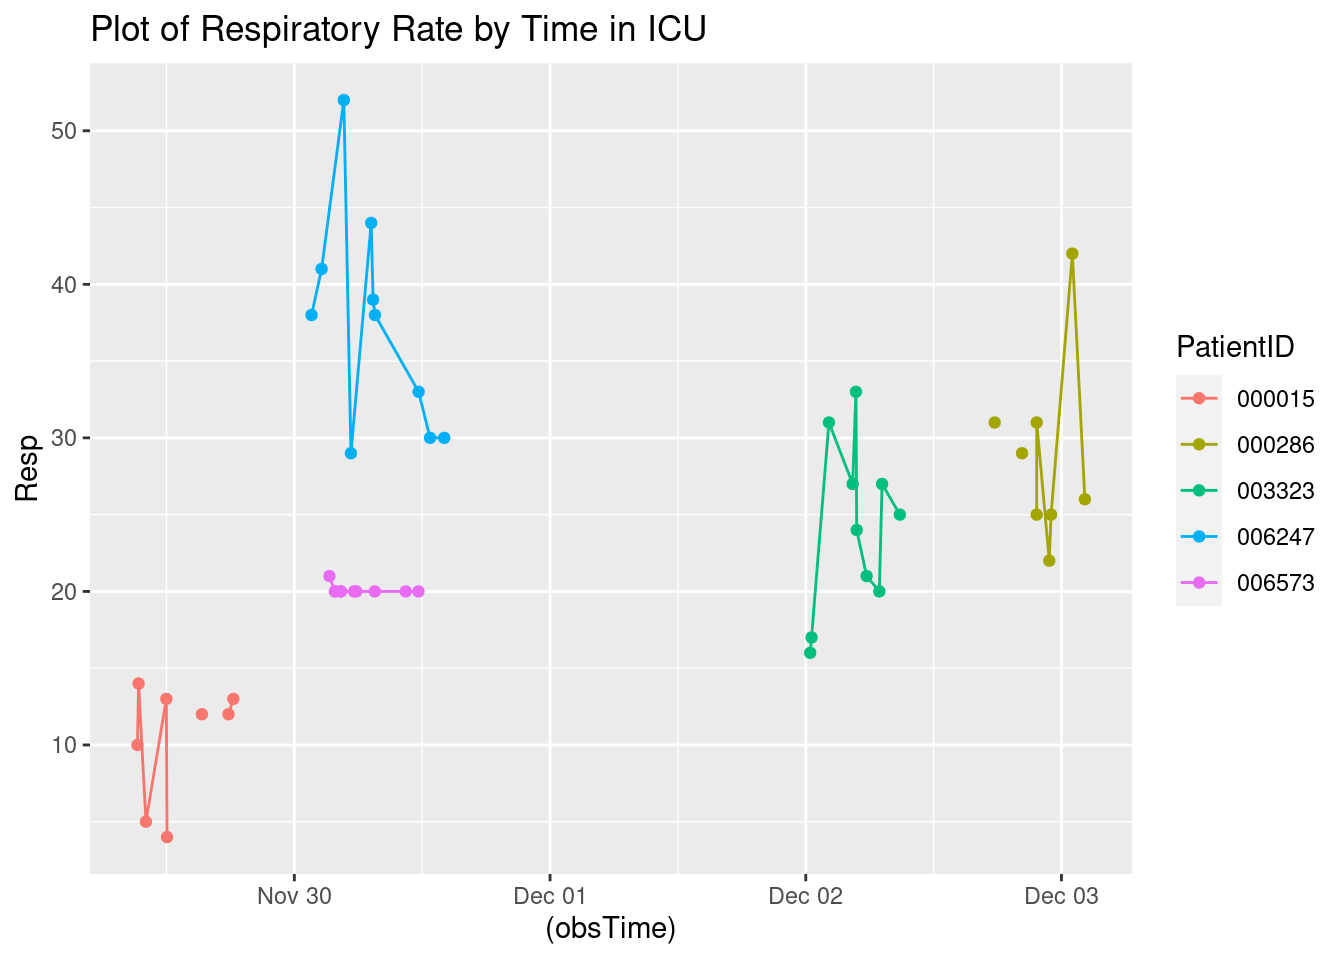 Plot of Respiratory Rate by Time in ICU
50
40
30
20
10
Resp
Nov 30
Dec 01
Dec 02
Dec 03
(obsTime)
PatientID
000015
000286
003323
006247
006573